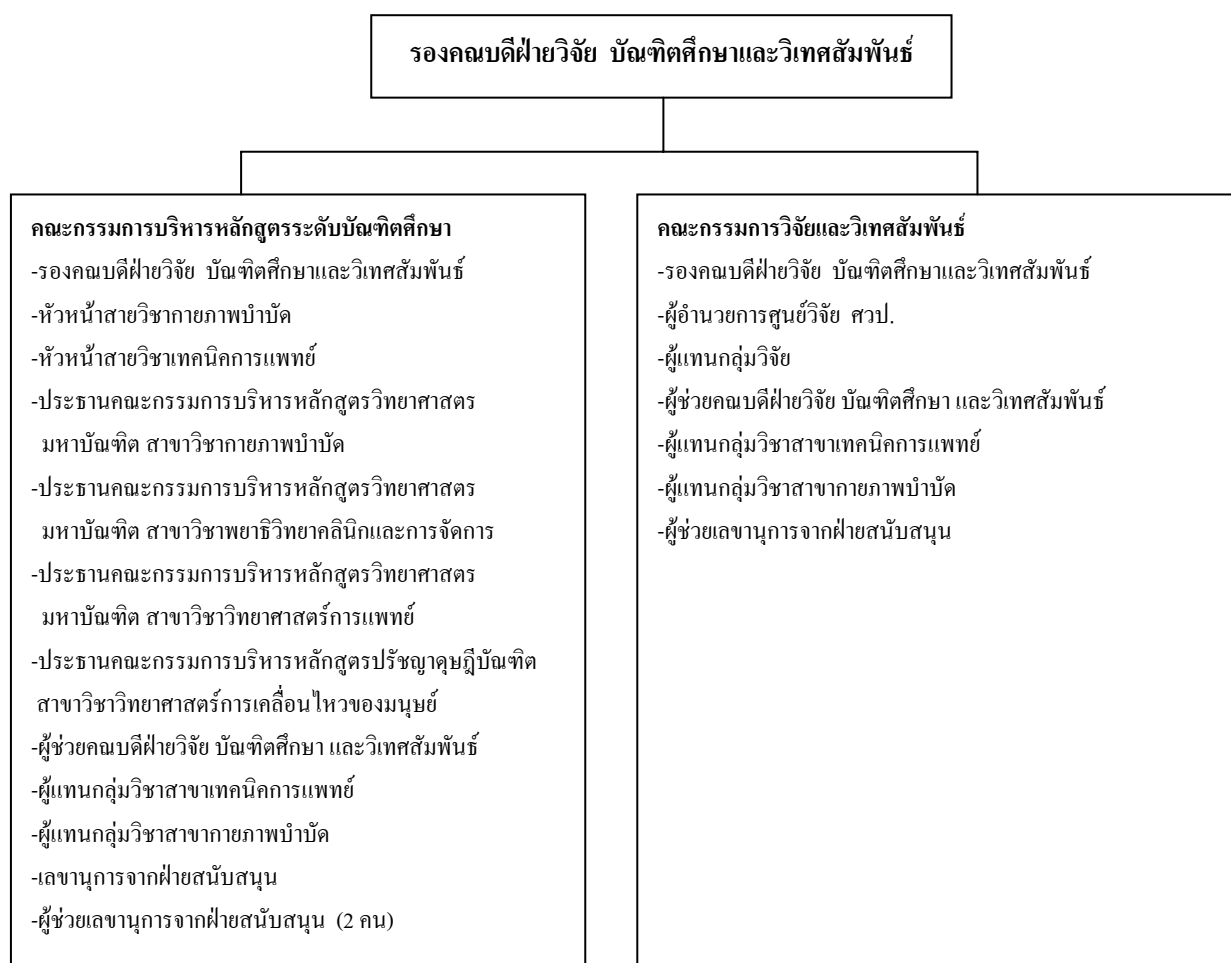 รองคณบดีฝ่ายวิจัย บัณฑิตศึกษาและวิเทศสัมพันธ์
คณะกรรมการบริหารหลักสูตรระดับบัณฑิตศึกษา
-รองคณบดีฝ่ายวิจัย บัณฑิตศึกษาและวิเทศสัมพันธ์
-หัวหน้าสายวิชากายภาพบำบัด
-หัวหน้าสายวิชาเทคนิคการแพทย์
-ประธานคณะกรรมการบริหารหลักสูตรวิทยาศาสตร
มหาบัณฑิต สาขาวิชากายภาพบำบัด
-ประธานคณะกรรมการบริหารหลักสูตรวิทยาศาสตร
มหาบัณฑิต สาขาวิชาพยาธิวิทยาคลินิกและการจัดการ
-ประธานคณะกรรมการบริหารหลักสูตรวิทยาศาสตร
มหาบัณฑิต สาขาวิชาวิทยาศาสตร์การแพทย์
-ประธานคณะกรรมการบริหารหลักสูตรปรัชญาดุษฎีบัณฑิต
สาขาวิชาวิทยาศาสตร์การเคลื่อนไหวของมนุษย์
-ผู้ช่วยคณบดีฝ่ายวิจัย บัณฑิตศึกษา และวิเทศสัมพันธ์
-ผู้แทนกลุ่มวิชาสาขาเทคนิคการแพทย์
-ผู้แทนกลุ่มวิชาสาขากายภาพบำบัด
-เลขานุการจากฝ่ายสนับสนุน
-ผู้ช่วยเลขานุการจากฝ่ายสนับสนุน (2 คน)
คณะกรรมการวิจัยและวิเทศสัมพันธ์
-รองคณบดีฝ่ายวิจัย บัณฑิตศึกษาและวิเทศสัมพันธ์
-ผู้อำนวยการศูนย์วิจัย ศวป.
-ผู้แทนกลุ่มวิจัย
-ผู้ช่วยคณบดีฝ่ายวิจัย บัณฑิตศึกษา และวิเทศสัมพันธ์
-ผู้แทนกลุ่มวิชาสาขาเทคนิคการแพทย์
-ผู้แทนกลุ่มวิชาสาขากายภาพบำบัด
-ผู้ช่วยเลขานุการจากฝ่ายสนับสนุน